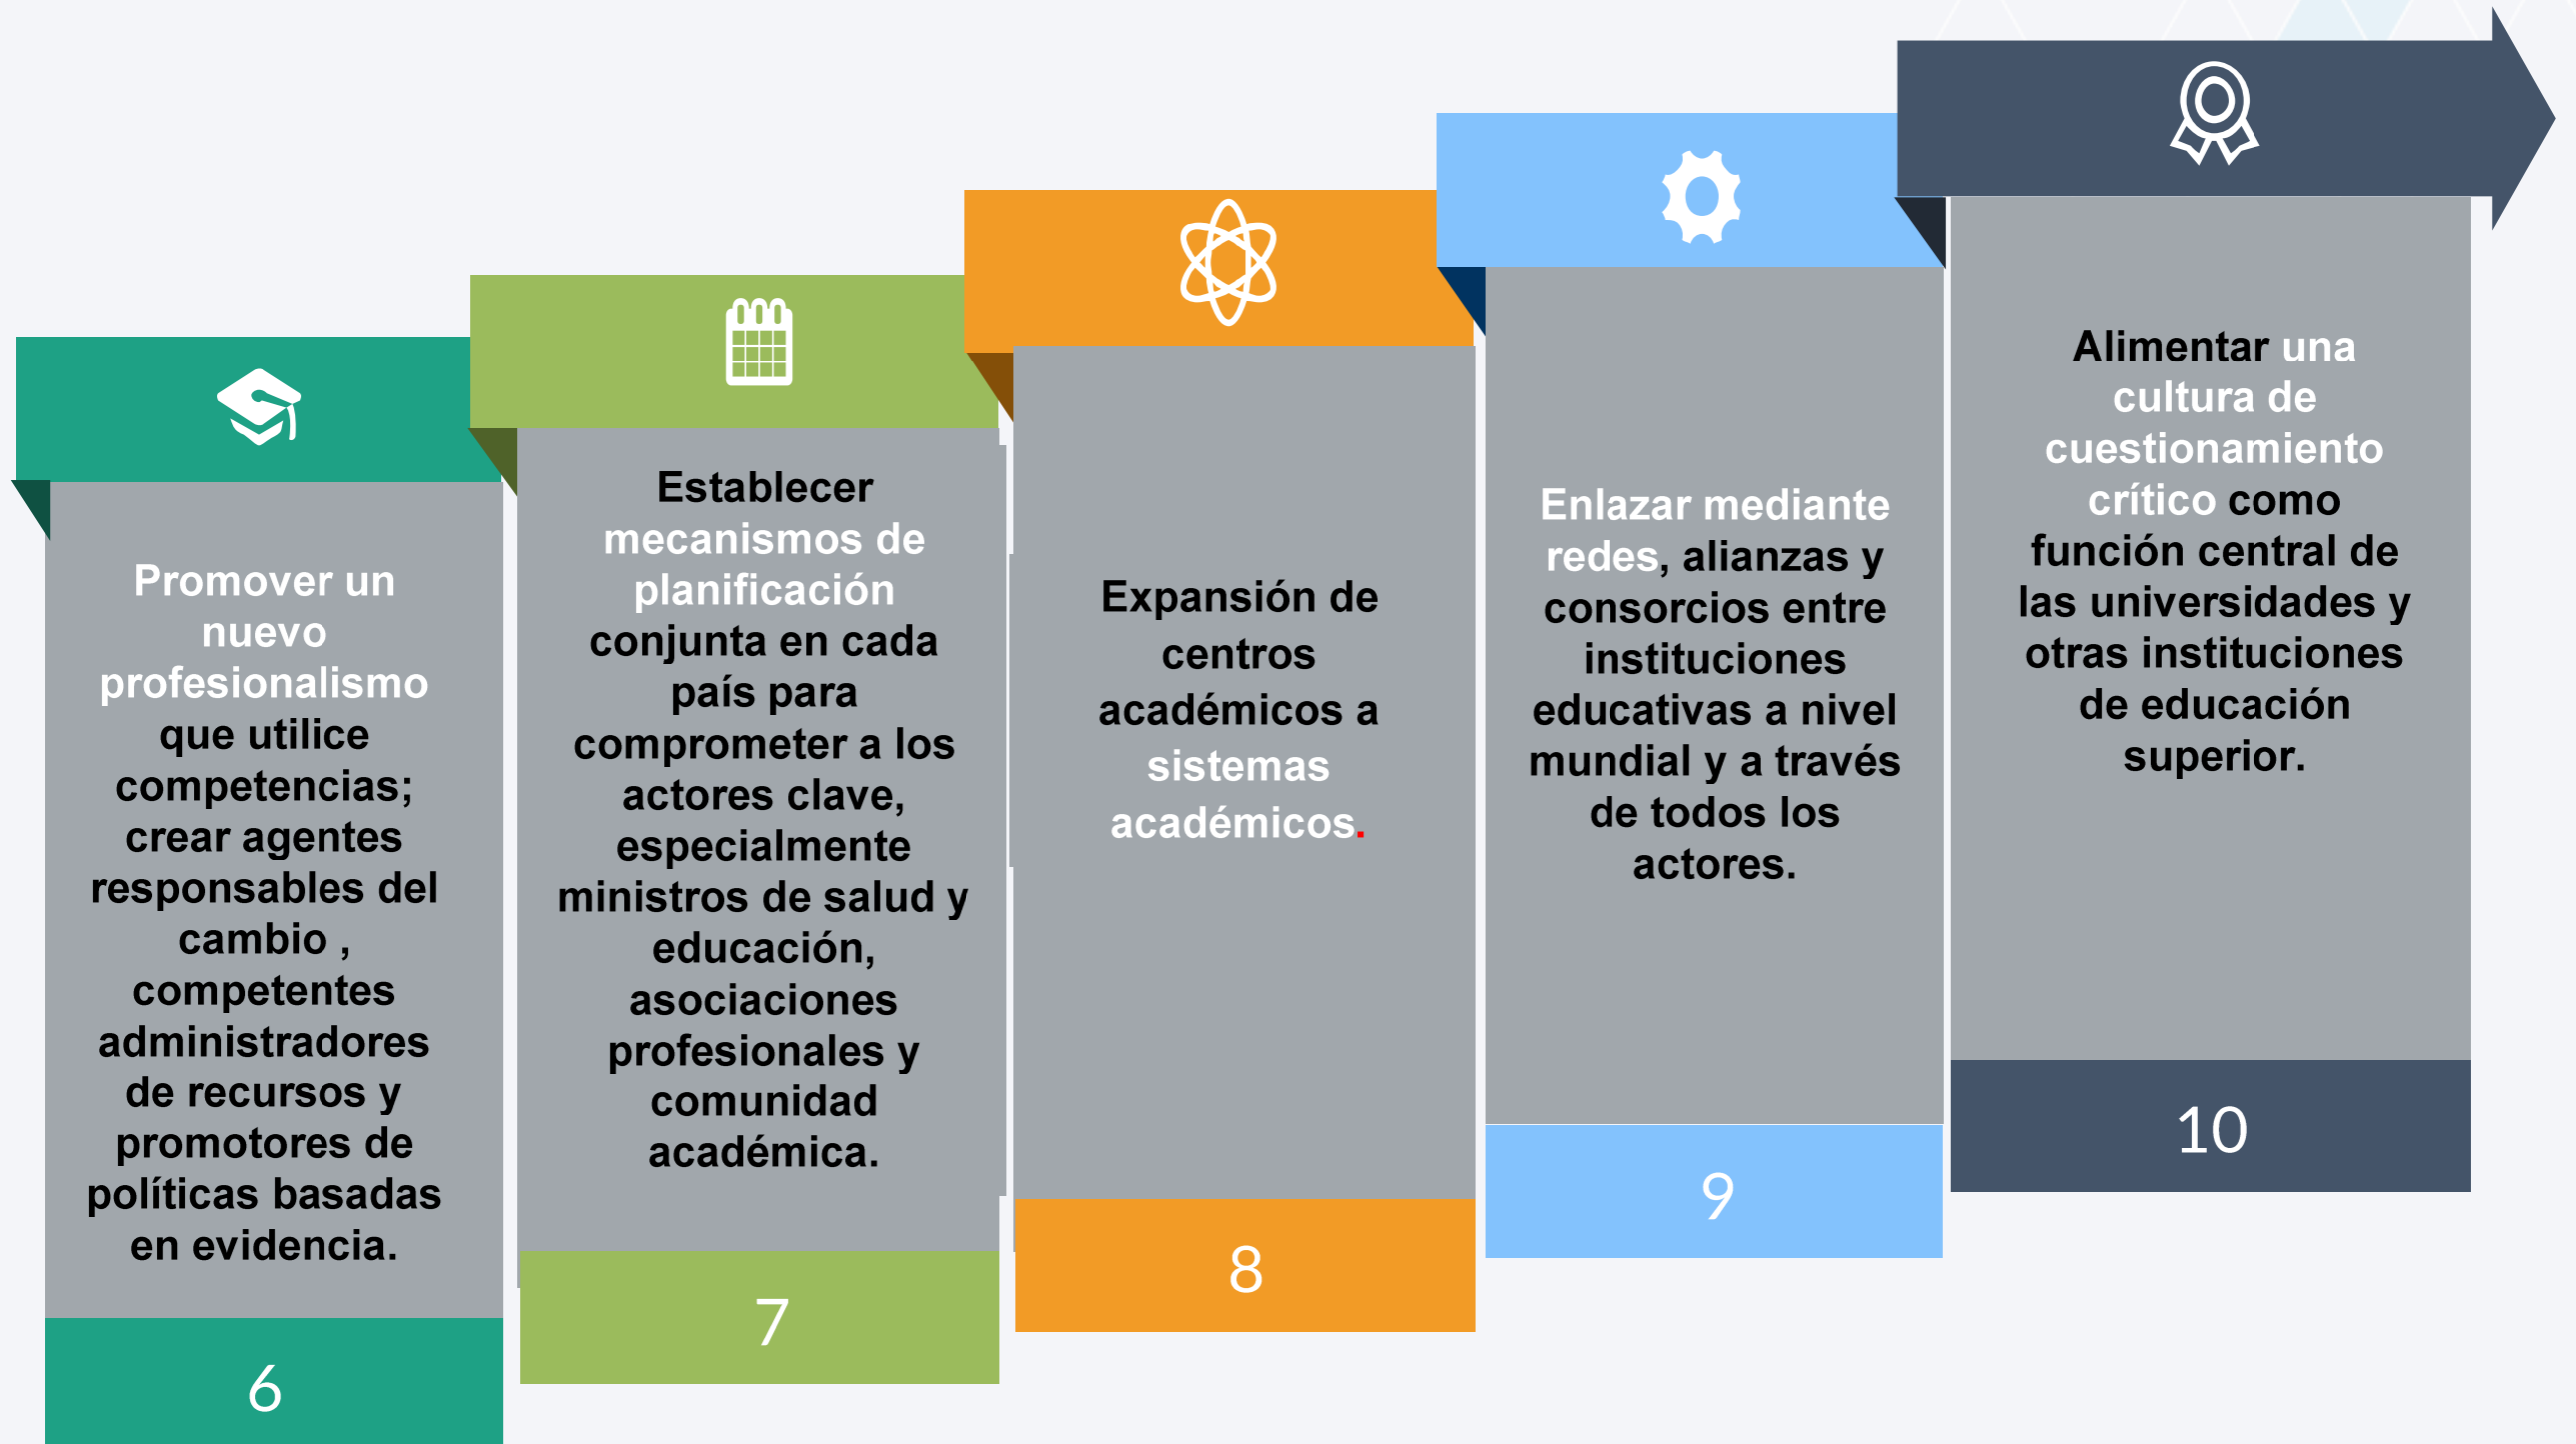 Promover un
nuevo
profesionalismo
que utilice
competencias;
crear agentes
responsables del
cambio ,
competentes
administradores
de recursos y
promotores de
políticas basadas
en evidencia.
6
Establecer
mecanismos de
planificación
conjunta en cada
país para
comprometer a los
actores clave,
especialmente
ministros de salud y
educación,
asociaciones
profesionales y
comunidad
académica.
7
Expansión de
centros
académicos a
sistemas
académicos.
8
Enlazar mediante
redes, alianzas y
consorcios entre
instituciones
educativas a nivel
mundial y a través
de todos los
actores.
9
Alimentar una
cultura de
cuestionamiento
crítico como
función central de
las universidades y
otras instituciones
de educación
superior.
10